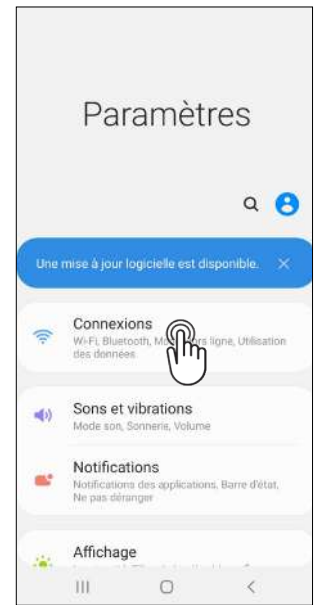 Paramètres
Une mise à jour logicielle est disponible.
Connexions
Wi-Fi, Bluetooth, ligne, Utilisation
des données
Sons et vibrations
Mode son, Sonnerie, Volume
Notifications
Notifications des applications, Barre d'état,
Ne pas déranger
Affichage